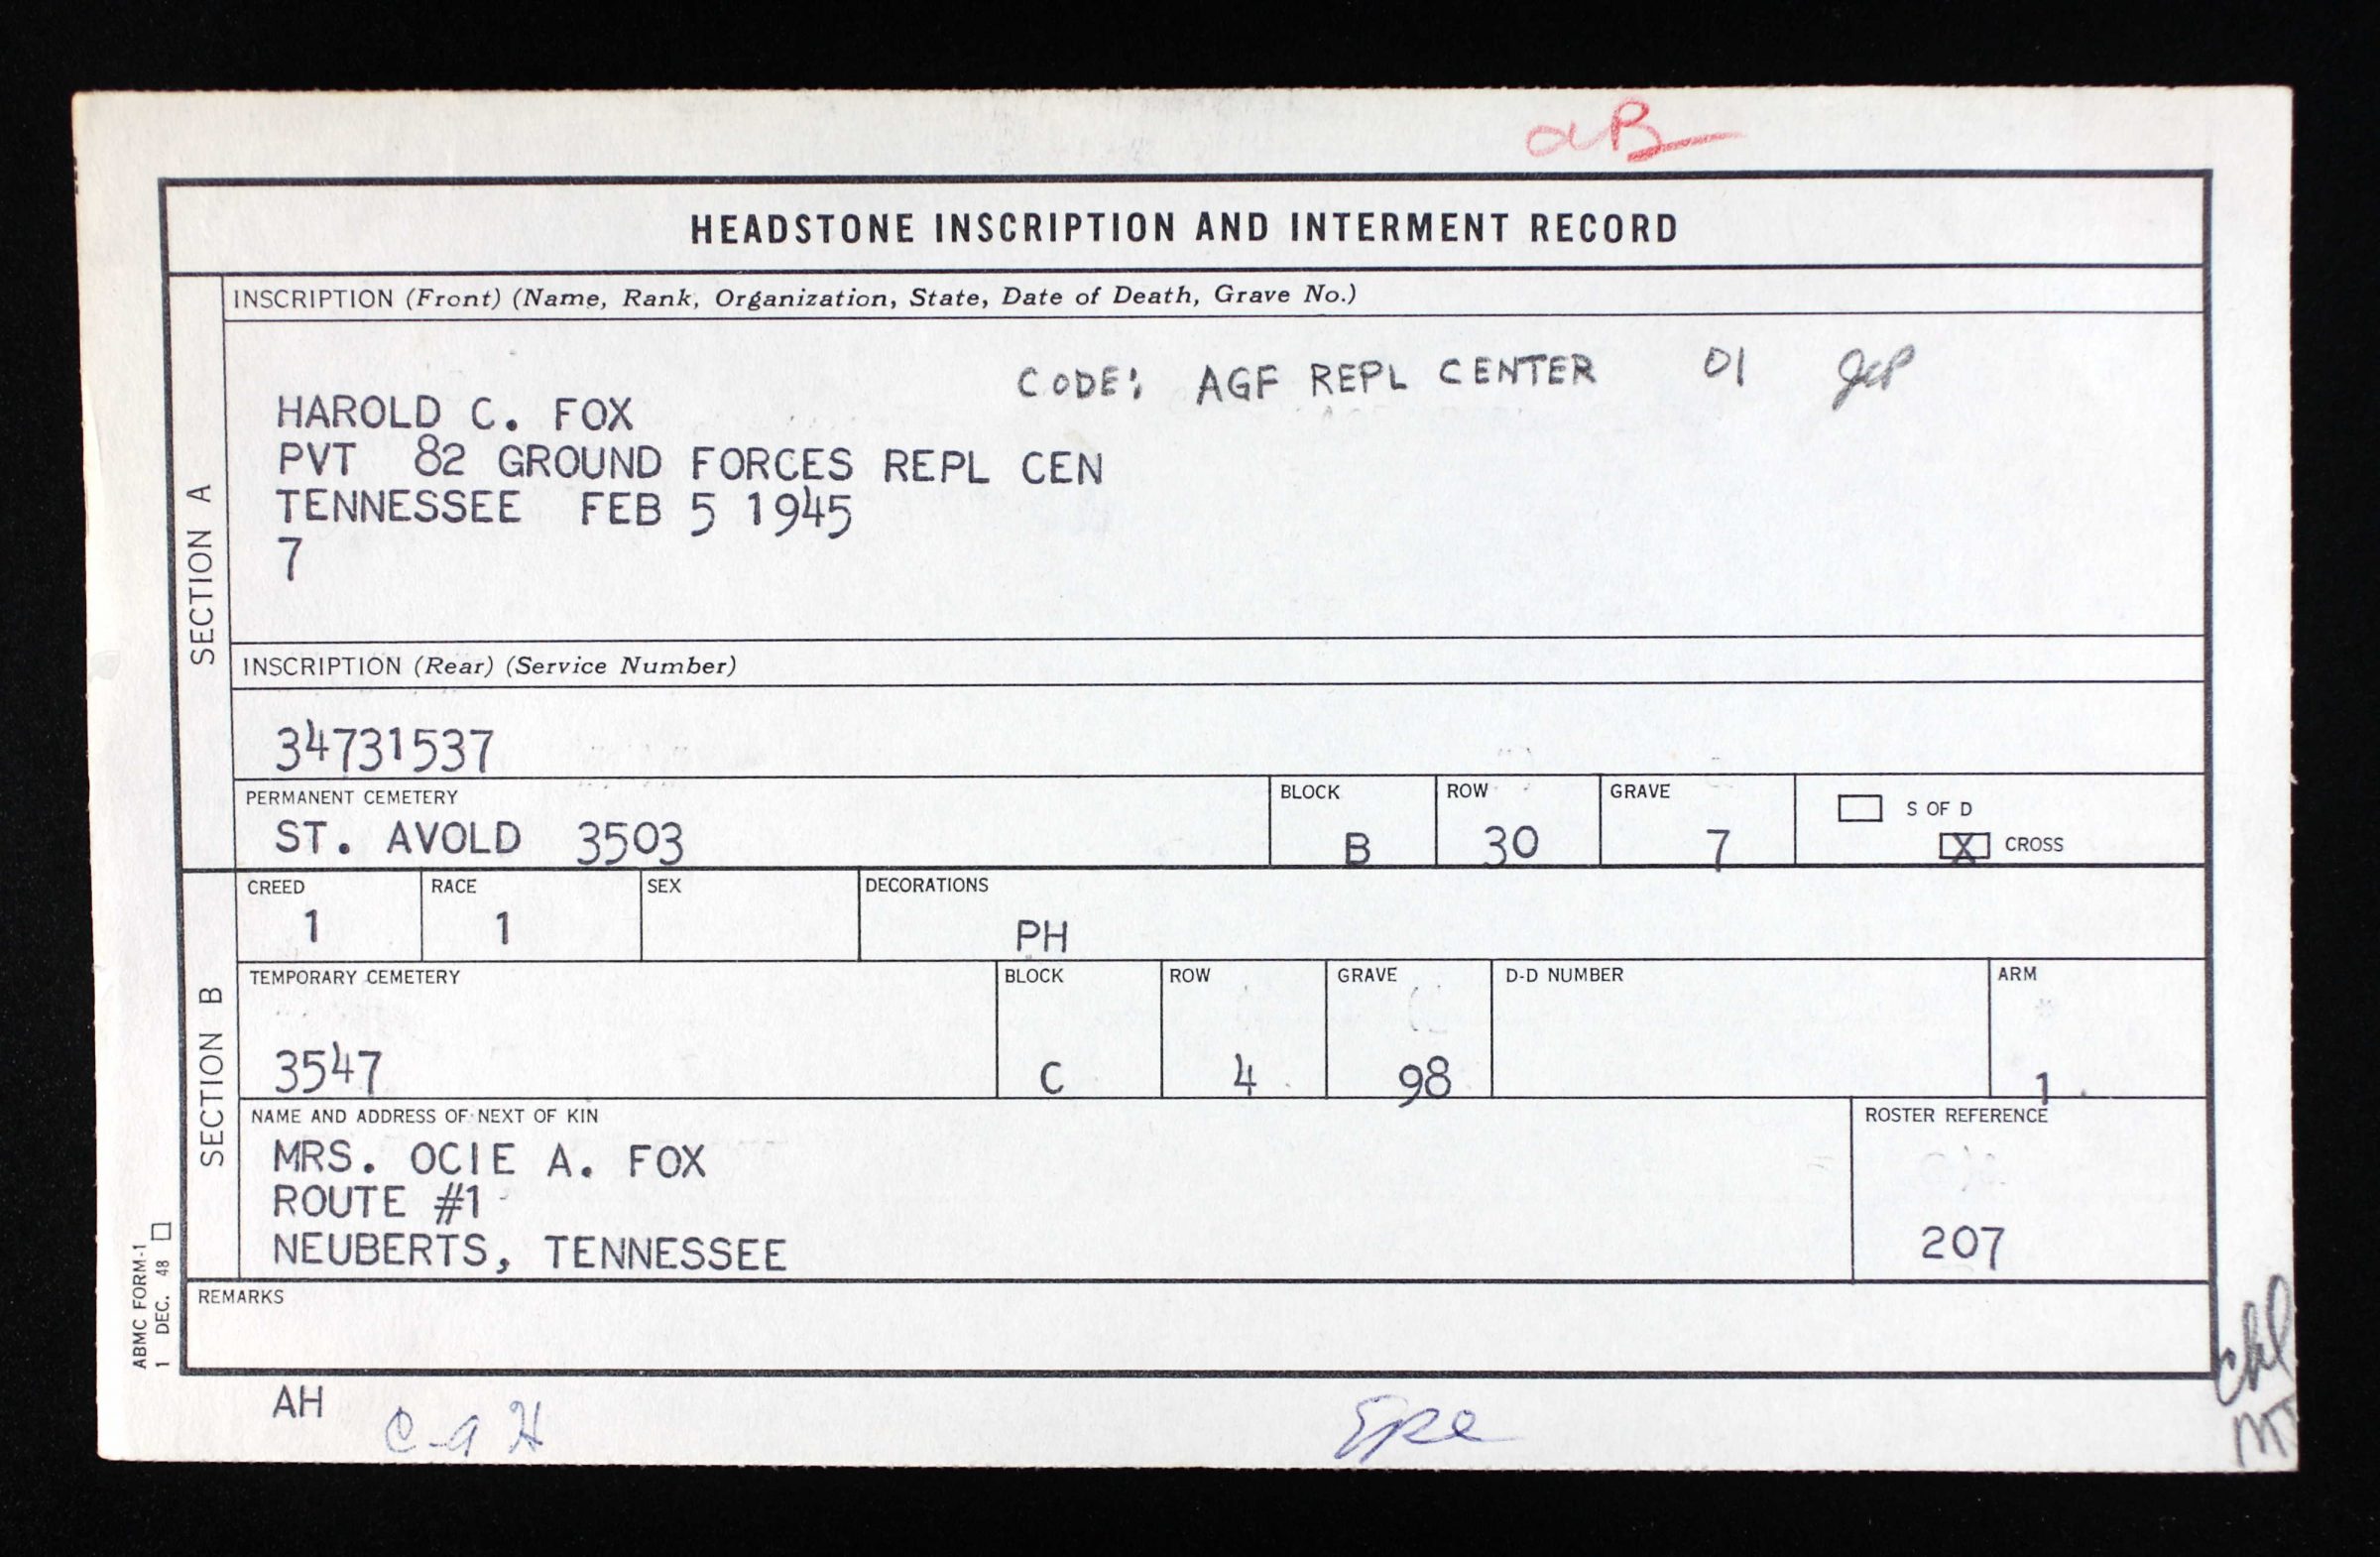 aB
HEADSTONE INSCRIPTION AND INTERMENT RECORD
SECTION A
INSCRIPTION (Front) (Name, Rank, Organization, State, Date of Death, Grave No.)
CODE: AGF REPL CENTER 01
HAROLD C. FOX
PVT 82 GROUND FORCES REPL CEN
TENNESSEE FEB 5 1945
7
INSCRIPTION (Rear) (Service Number)
34731537
PERMANENT CEMETERY
ST. AVOLD 3503
BLOCK
B
ROW
30
GRAVE
7
S OF D
X CROSS
SECTION B
CREED
1
RACE
1
SEX
DECORATIONS
PH
TEMPORARY CEMETERY
3547
BLOCK
C
ROW
4
GRAVE
98
D-D NUMBER
ARM
1
NAME AND ADDRESS OF NEXT OF KIN
MRS. OCIE A. FOX
ROUTE #1
NEUBERTS, TENNESSEE
ROSTER REFERENCE
207
REMARKS
ABMC FORM-1
1 DEC. 48
AH